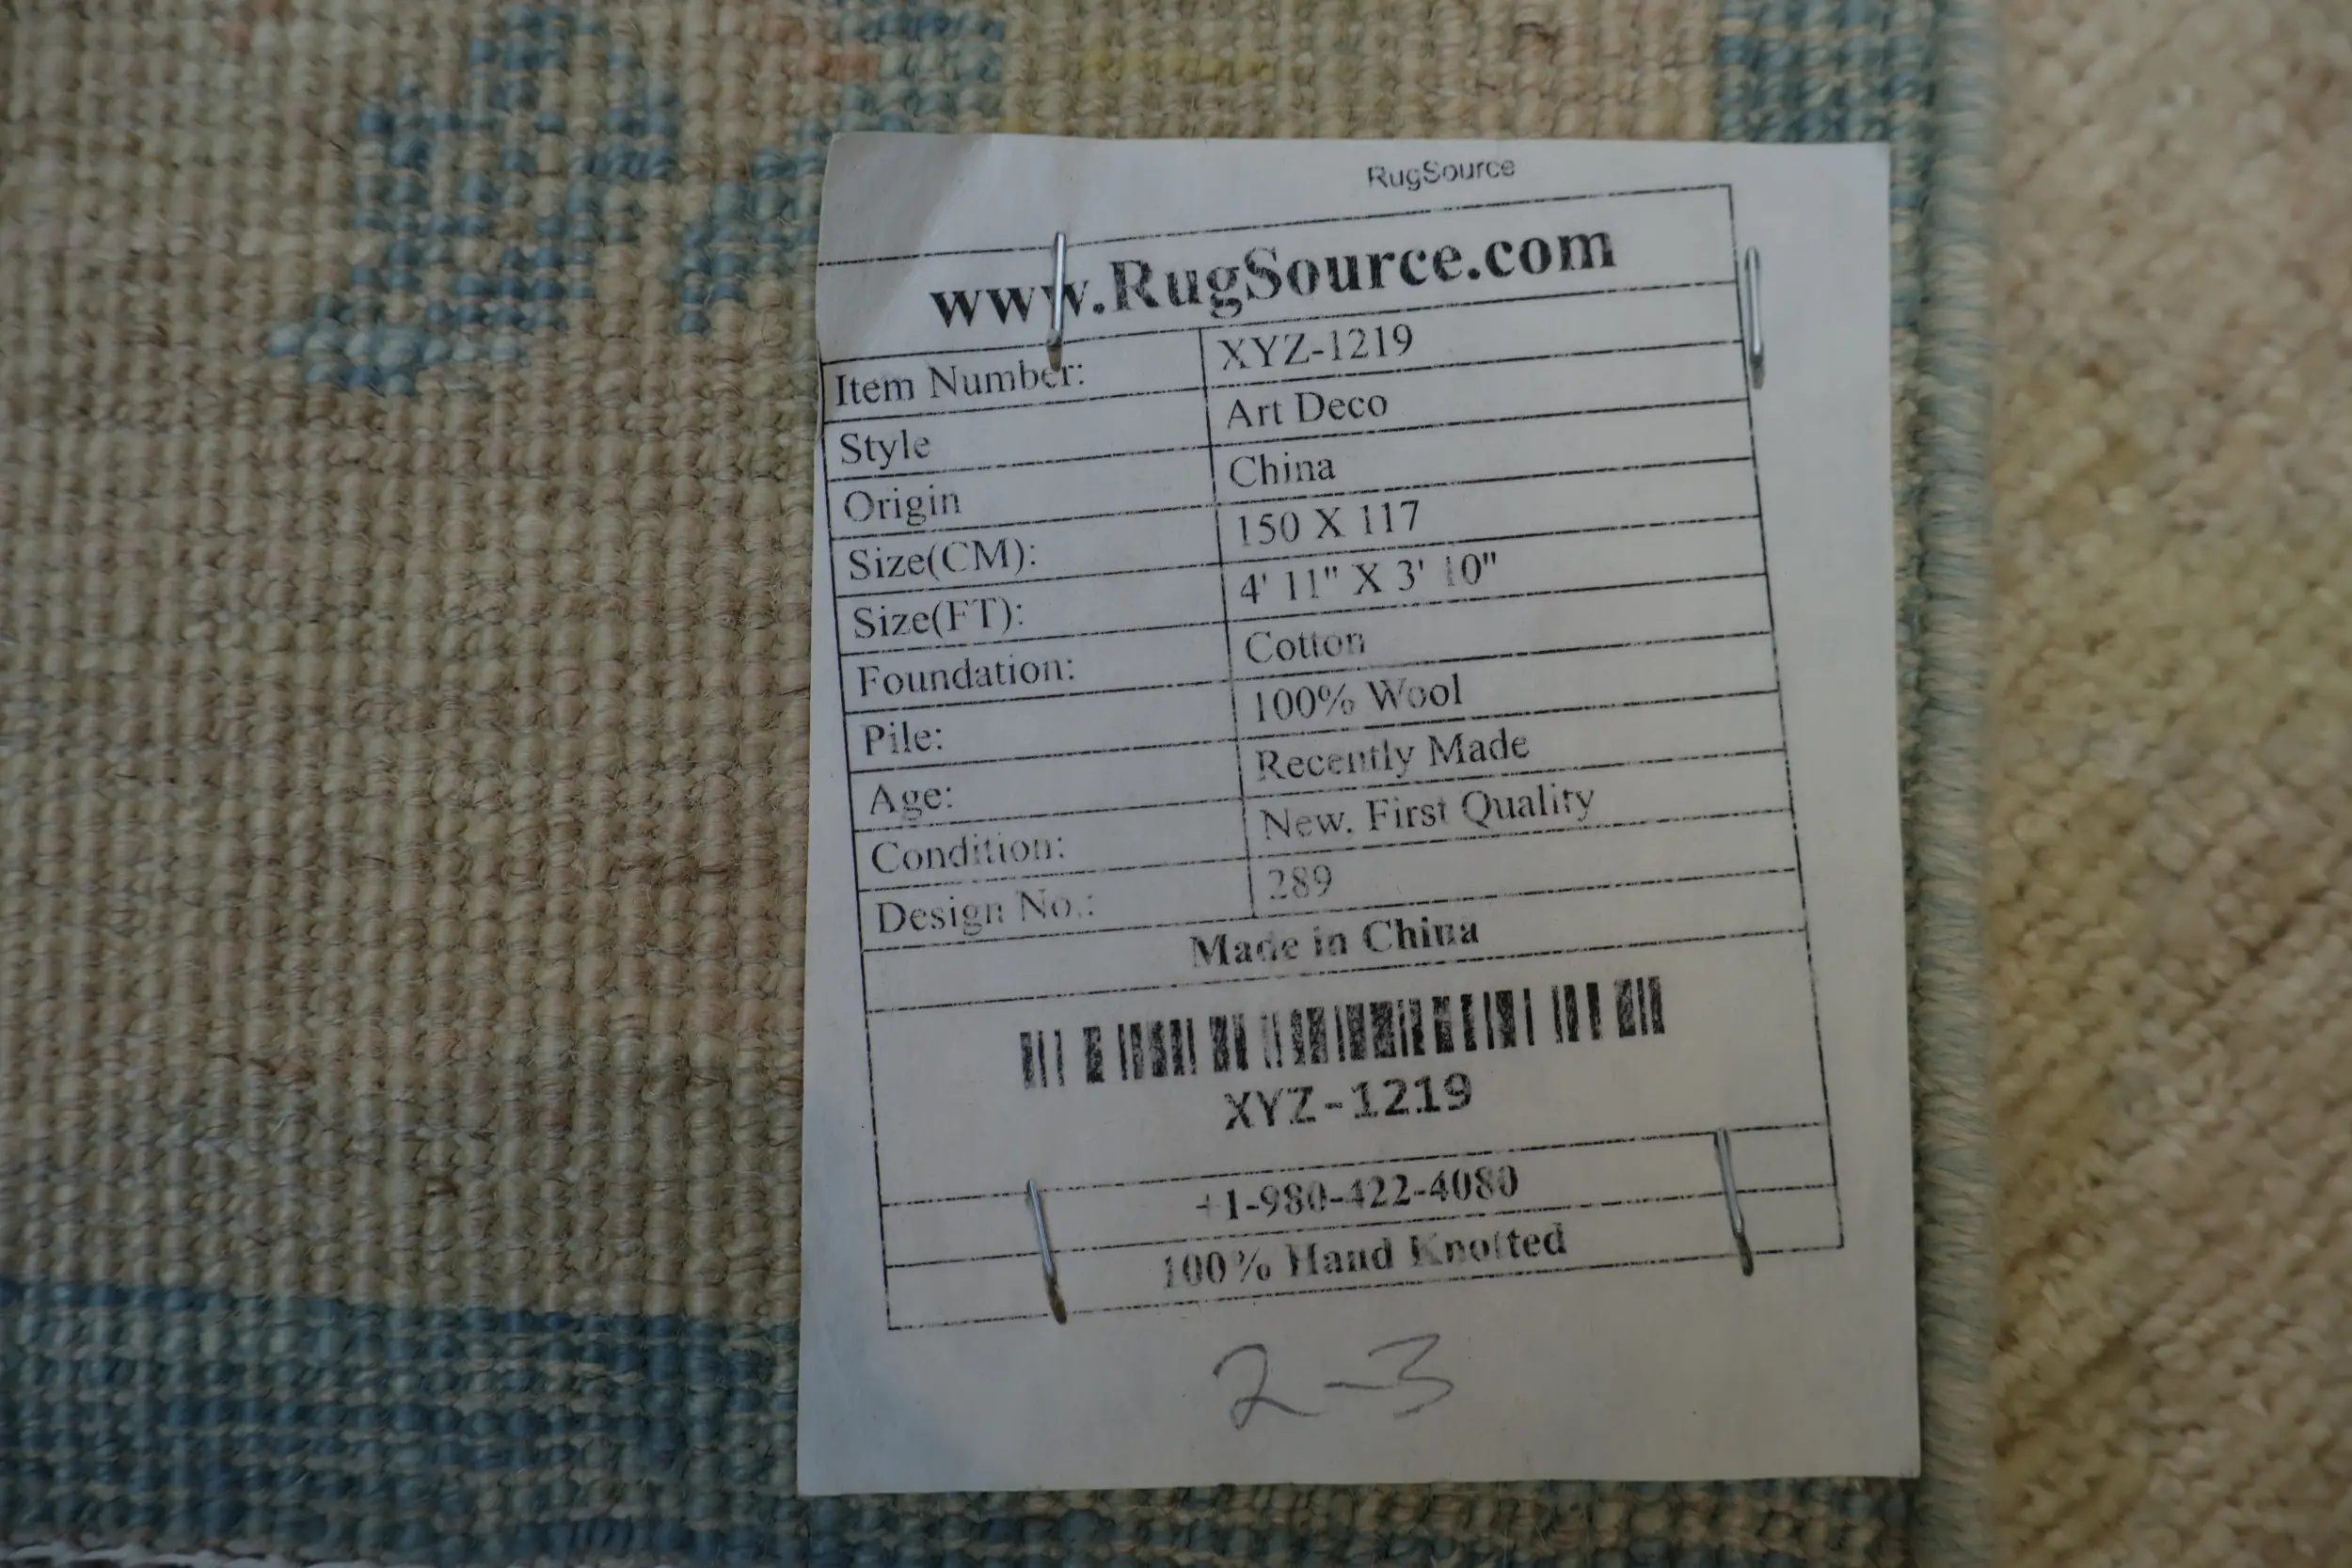 RugSource
www.RugSource.com
Item Number: XYZ-1219
Style Art Deco
Origin China
Size(CM): 150 X 117
Size(FT): 4' 11" X 3' 10"
Foundation: Cotton
Pile: 100% Wool
Age: Recently Made
Condition: New, First Quality
Design No.: 289
Made in China
XYZ-1219
+1-980-422-4080
100% Hand Knotted
2-3